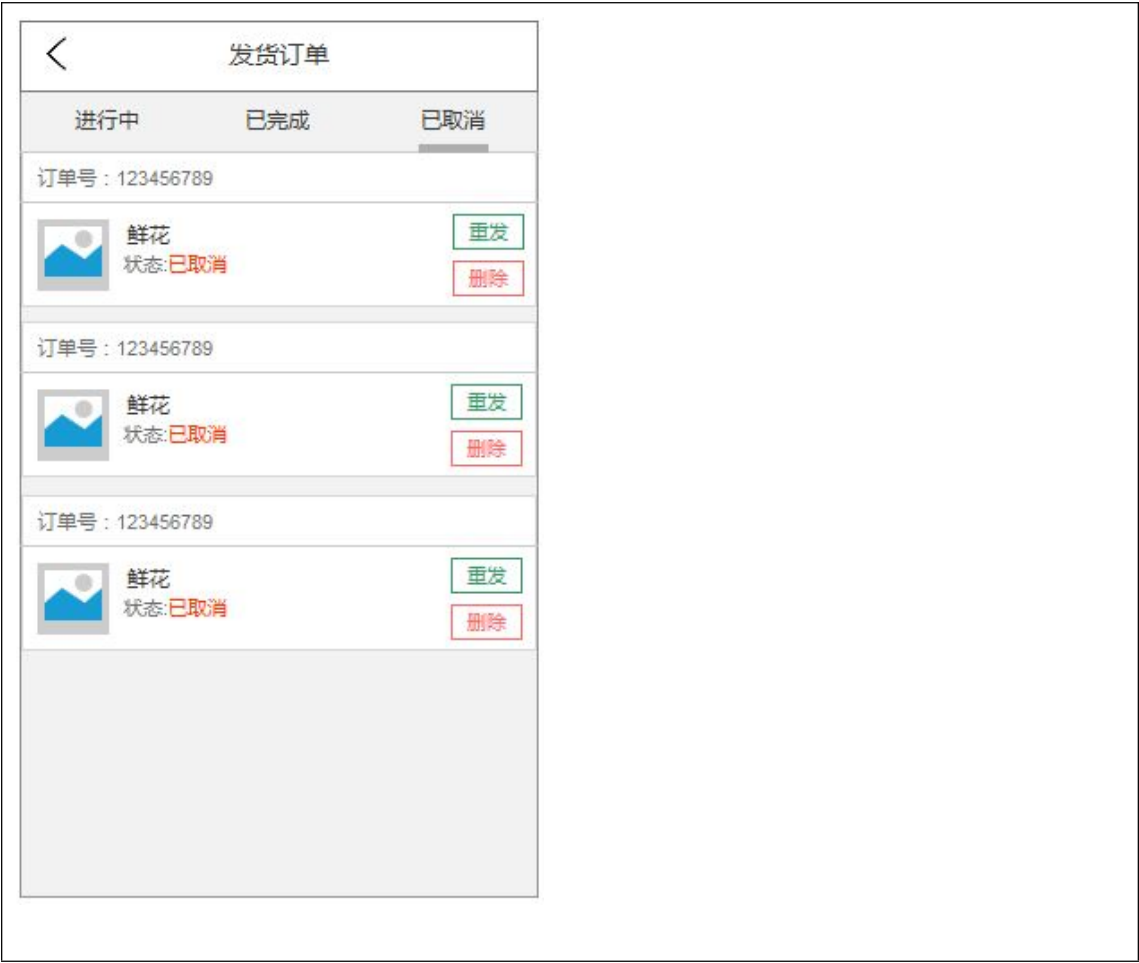 发货订单
进行中 已完成 已取消
订单号：123456789
鲜花 重发
状态:已取消
删除
订单号：123456789
鲜花 重发
状态:已取消
删除
订单号：123456789
鲜花 重发
状态:已取消
删除